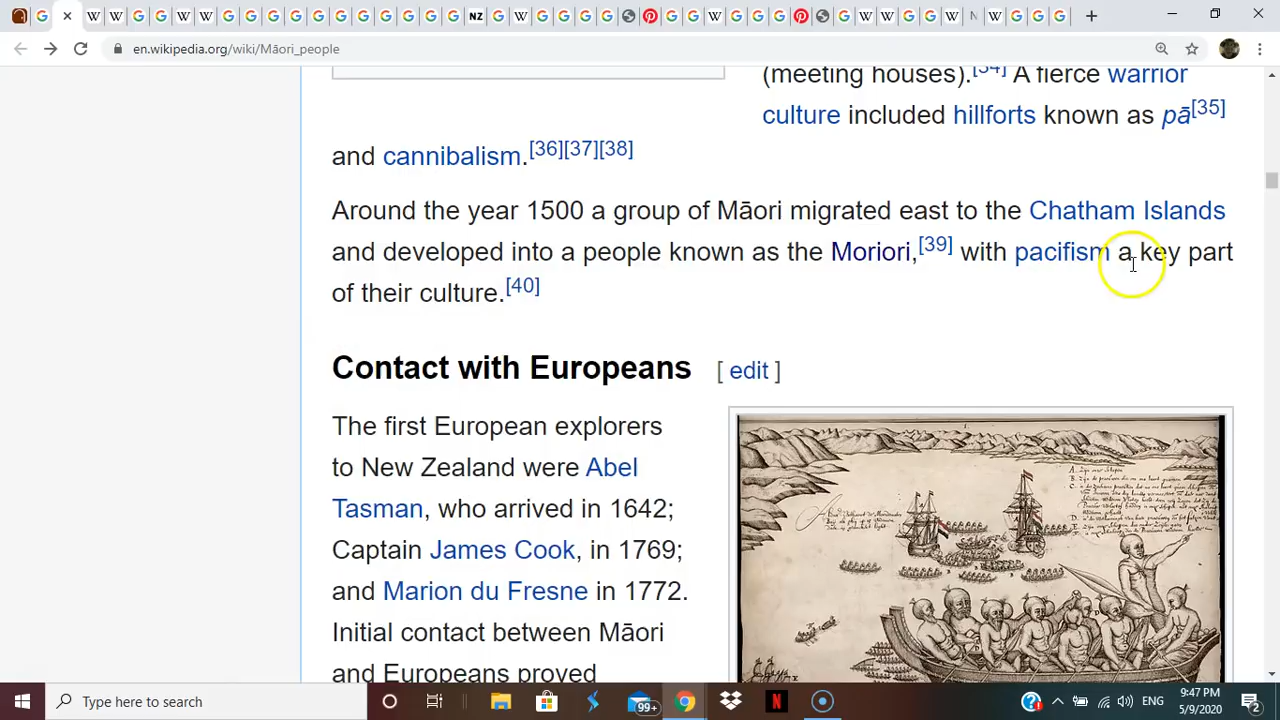 en.wikipedia.org/wiki/Māori_people
(meeting houses).[34] A fierce warrior
culture included hillforts known as pā[35]
and cannibalism.[36][37][38]
Around the year 1500 a group of Māori migrated east to the Chatham Islands
and developed into a people known as the Moriori,[39] with pacifism a key part
of their culture.[40]
Contact with Europeans [ edit ]
The first European explorers
to New Zealand were Abel
Tasman, who arrived in 1642;
Captain James Cook, in 1769;
and Marion du Fresne in 1772.
Initial contact between Māori
and Europeans proved
Type here to search
99+
ENG
9:47 PM
5/9/2020
2